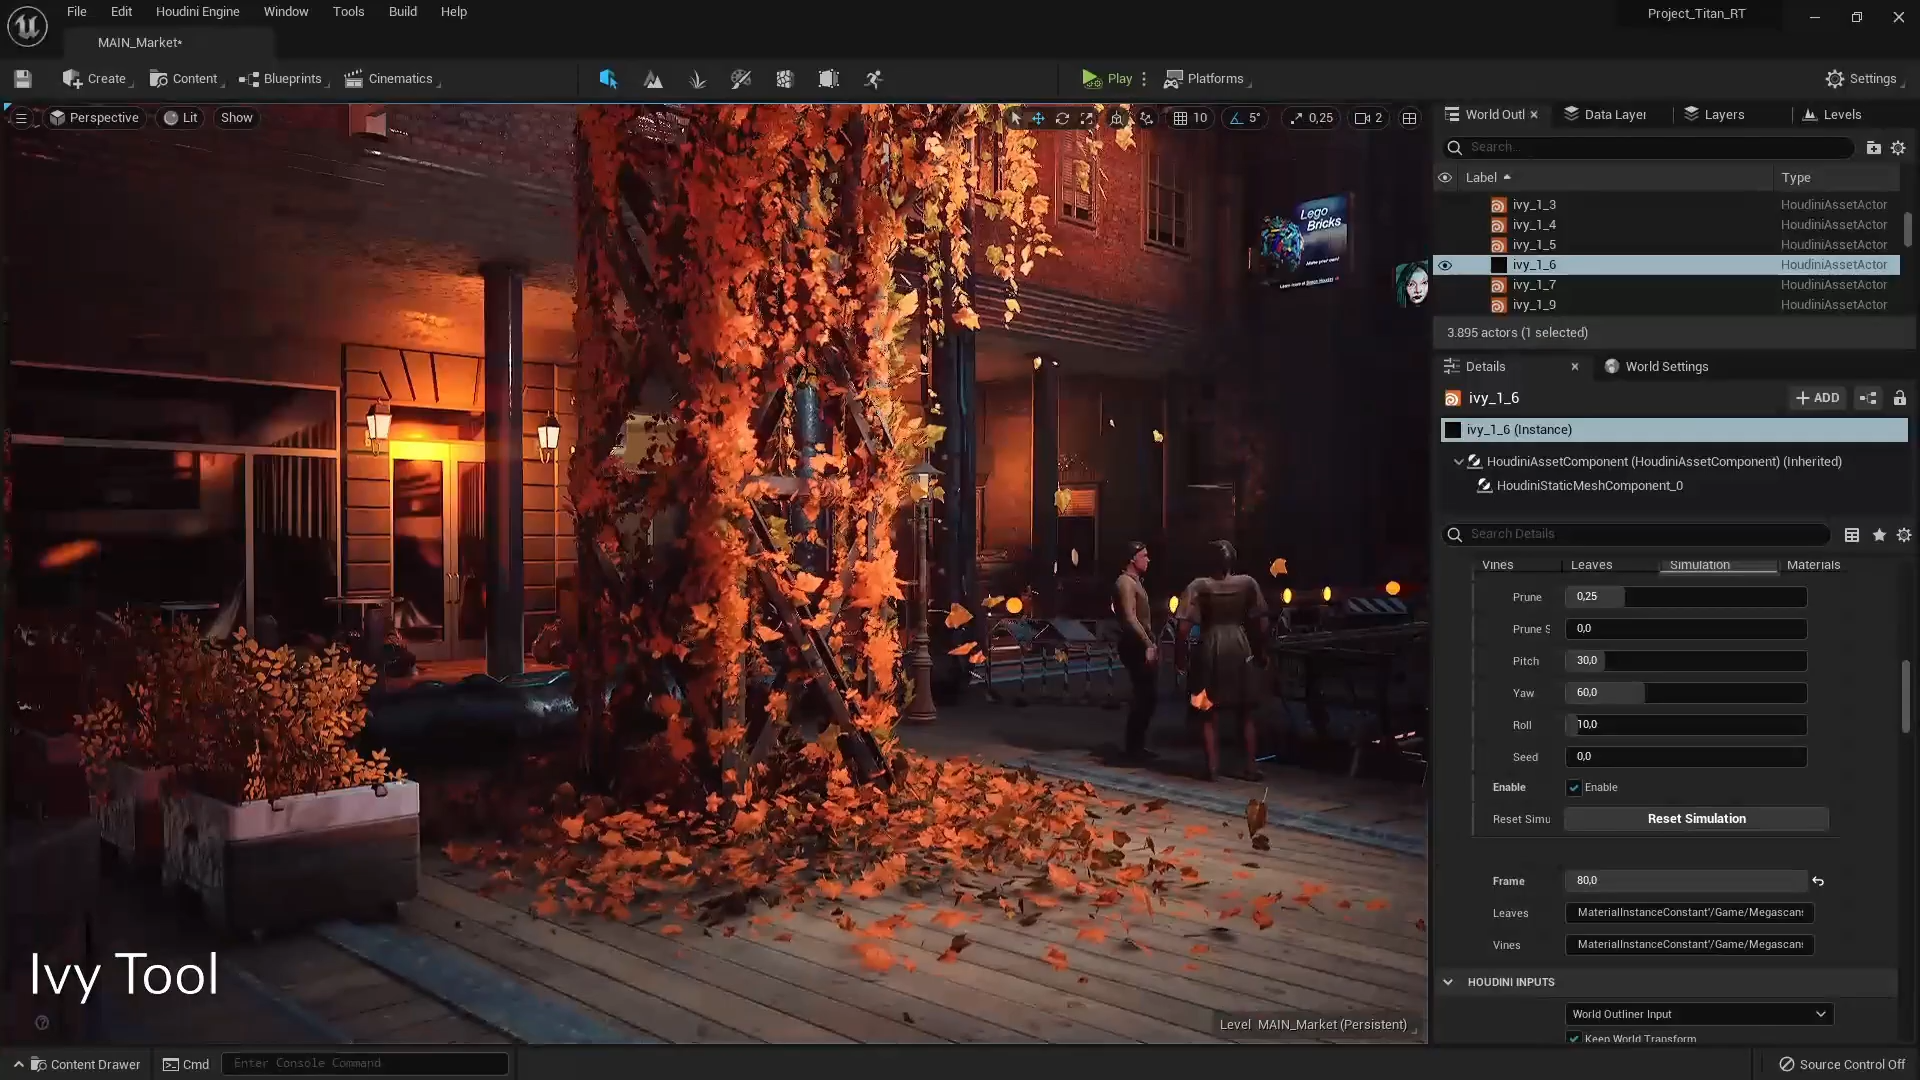 File Edit Houdini Engine Window Tools Build Help
Project_Titan_RT
MAIN_Market*
Create Content Blueprints Cinematics Play Platforms Settings
Perspective Lit Show
10 5° 0,25 2
Lego
Bricks
World Outl Data Layer Layers Levels
Search...
Label Type
ivy_1_3 HoudiniAssetActor
ivy_1_4 HoudiniAssetActor
ivy_1_5 HoudiniAssetActor
ivy_1_6 HoudiniAssetActor
ivy_1_7 HoudiniAssetActor
ivy_1_9 HoudiniAssetActor
3.895 actors (1 selected)
Details World Settings
ivy_1_6 ADD
ivy_1_6 (Instance)
HoudiniAssetComponent (HoudiniAssetComponent) (Inherited)
HoudiniStaticMeshComponent_0
Search Details
Vines Leaves Simulation Materials
Prune 0,25
Prune S 0,0
Pitch 30,0
Yaw 60,0
Roll 10,0
Seed 0,0
Enable Enable
Reset Simu Reset Simulation
Frame 80,0
Leaves MaterialInstanceConstant'/Game/Megascans
Vines MaterialInstanceConstant'/Game/Megascans
HOUDINI INPUTS
World Outliner Input
Keep World Transform
Ivy Tool
Level MAIN_Market (Persistent)
Content Drawer Cmd Enter Console Command Source Control Off